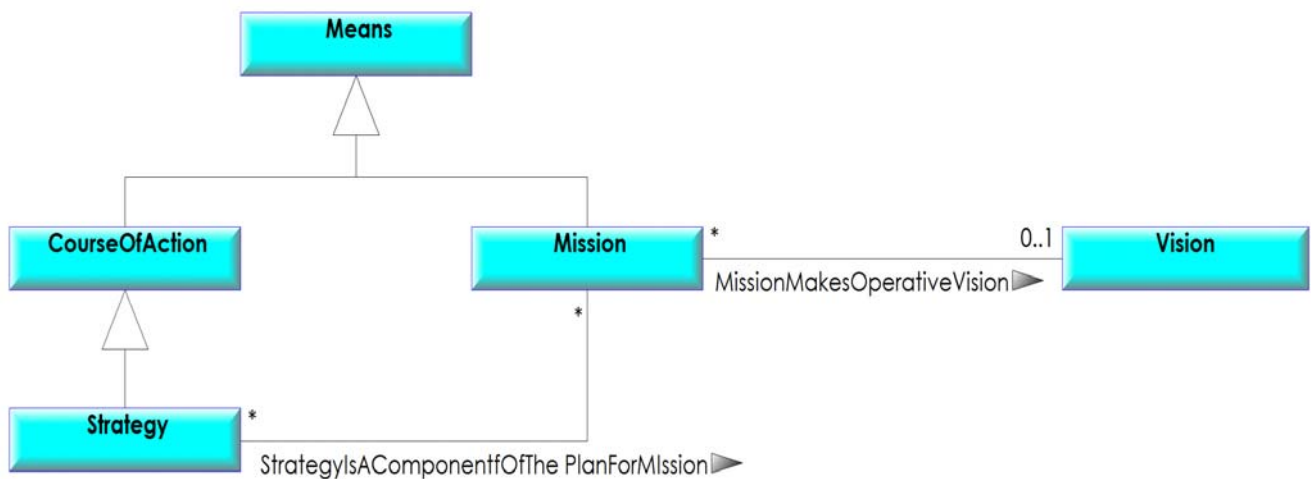 Means
CourseOfAction
Mission
*
0..1
Vision
MissionMakesOperativeVision
*
Strategy
*
StrategyIsAComponentfOfThe PlanForMIssion